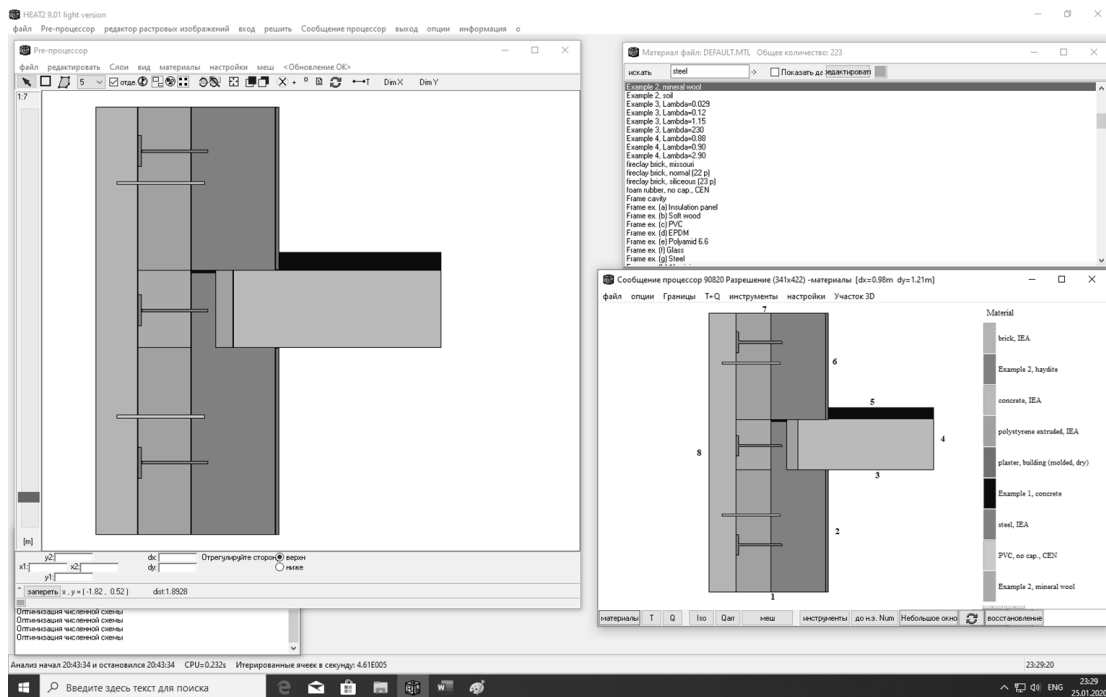 HEAT2 9.01 light version
файл Pre-процессор редактор растровых изображений вход решить Сообщение процессор выход опции информация о
Pre-процессор
файл редактировать Слои вид материалы настройки меш <Обновление OK>
5 отде. DimX DimY
1:7
[m]
y2: dx: Отрегулируйте сторон верхн
x1: x2: dy: ниже
y1:
запереть x , y = ( -1.82 , 0.52 ) dist:1.8928
Оптимизация численной схемы
Оптимизация численной схемы
Оптимизация численной схемы
Оптимизация численной схемы
Материал файл: DEFAULT.MTL Общее количество: 223
искать steel -> Показать да едактироват
Example 2, mineral wool
Example 2, soil
Example 3, Lambda=0.029
Example 3, Lambda=0.12
Example 3, Lambda=1.15
Example 3, Lambda=230
Example 4, Lambda=0.88
Example 4, Lambda=0.90
Example 4, Lambda=2.90
fireclay brick, missouri
fireclay brick, normal (22 p)
fireclay brick, siliceous (23 p)
foam rubber, no cap., CEN
Frame cavity
Frame ex. (a) Insulation panel
Frame ex. (b) Soft wood
Frame ex. (c) PVC
Frame ex. (d) EPDM
Frame ex. (e) Polyamid 6.6
Frame ex. (f) Glass
Frame ex. (g) Steel
Сообщение процессор 90820 Разрешение (341x422) -материалы [dx=0.98m dy=1.21m]
файл опции Границы T+Q инструменты настройки Участок 3D
7
6
5
4
8
3
2
1
Material
brick, IEA
Example 2, haydite
concrete, IEA
polystyrene extruded, IEA
plaster, building (molded, dry)
Example 1, concrete
steel, IEA
PVC, no cap., CEN
Example 2, mineral wool
материалы T Q Iso Qarr меш инструменты до н.э. Num Небольшое окно восстановление
Анализ начал 20:43:34 и остановился 20:43:34 CPU=0.232s Итерированные ячеек в секунду: 4.61E005 23:29:20
Введите здесь текст для поиска
ENG 23:29
25.01.2020